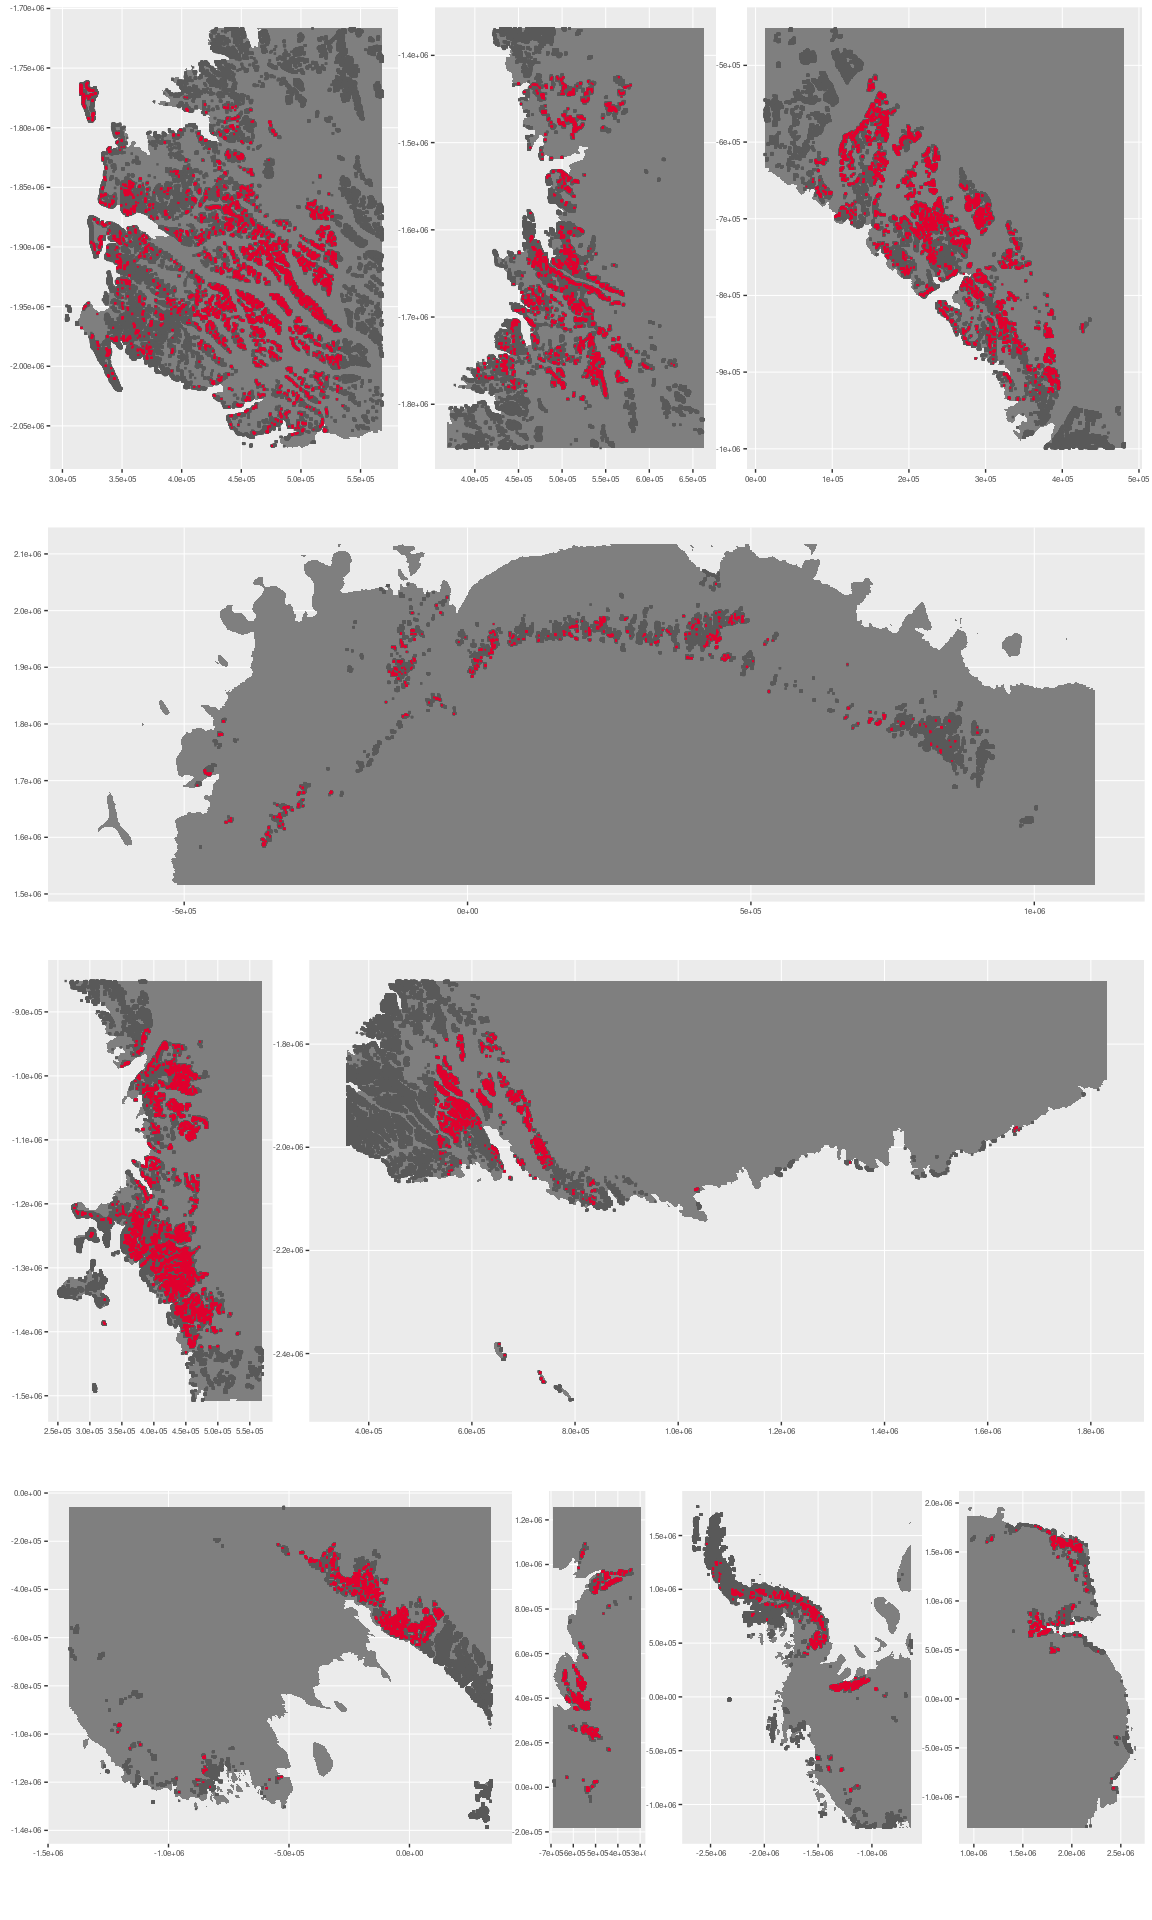 -1.70e+06
-1.75e+06
-1.80e+06
-1.85e+06
-1.90e+06
-1.95e+06
-2.00e+06
-2.05e+06
3.0e+05 3.5e+05 4.0e+05 4.5e+05 5.0e+05 5.5e+05
-1.4e+06
-1.5e+06
-1.6e+06
-1.7e+06
-1.8e+06
4.0e+05 4.5e+05 5.0e+05 5.5e+05 6.0e+05 6.5e+05
-5e+05
-6e+05
-7e+05
-8e+05
-9e+05
-1e+06
0e+00 1e+05 2e+05 3e+05 4e+05 5e+05
2.1e+06
2.0e+06
1.9e+06
1.8e+06
1.7e+06
1.6e+06
1.5e+06
-5e+05 0e+00 5e+05 1e+06
-9.0e+05
-1.0e+06
-1.1e+06
-1.2e+06
-1.3e+06
-1.4e+06
-1.5e+06
2.5e+05 3.0e+05 3.5e+05 4.0e+05 4.5e+05 5.0e+05 5.5e+05
-1.8e+06
-2.0e+06
-2.2e+06
-2.4e+06
4.0e+05 6.0e+05 8.0e+05 1.0e+06 1.2e+06 1.4e+06 1.6e+06 1.8e+06
0.0e+00
-2.0e+05
-4.0e+05
-6.0e+05
-8.0e+05
-1.0e+06
-1.2e+06
-1.4e+06
-1.5e+06 -1.0e+06 -5.0e+05 0.0e+00
1.2e+06
1.0e+06
8.0e+05
6.0e+05
4.0e+05
2.0e+05
0.0e+00
-2.0e+05
1.5e+06
1.0e+06
5.0e+05
0.0e+00
-5.0e+05
-1.0e+06
-2.5e+06 -2.0e+06 -1.5e+06 -1.0e+06
2.0e+06
1.5e+06
1.0e+06
5.0e+05
0.0e+00
-5.0e+05
-1.0e+06
1.0e+06 1.5e+06 2.0e+06 2.5e+06